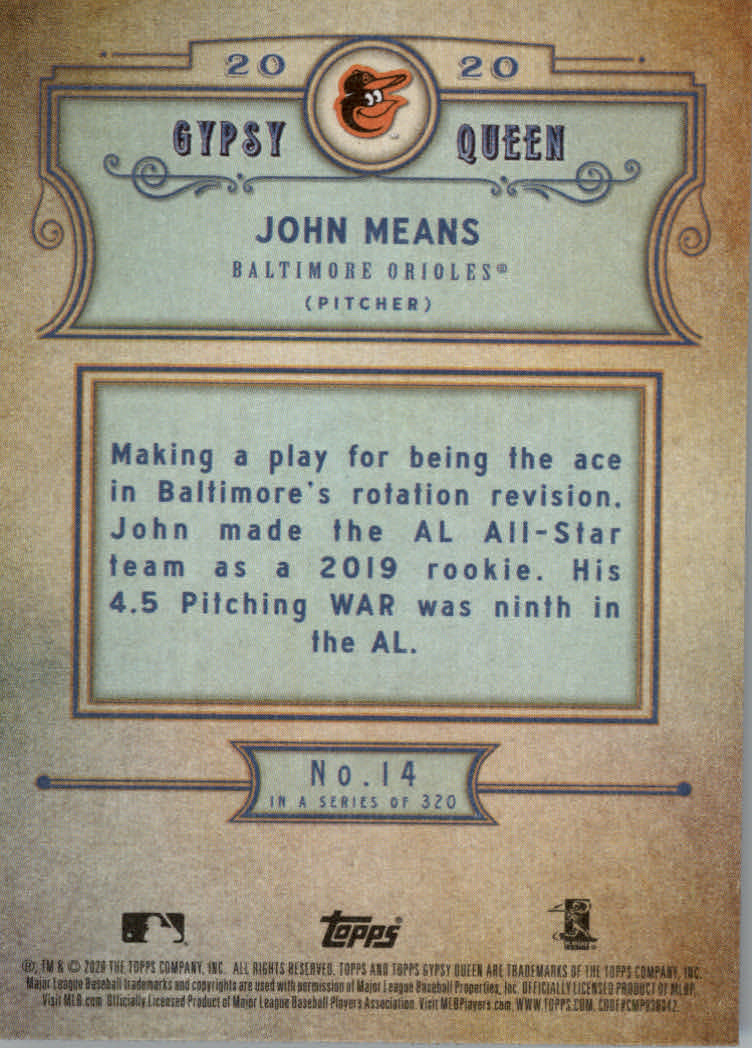 20 20
GYPSY QUEEN
JOHN MEANS
BALTIMORE ORIOLES®
(PITCHER)
Making a play for being the ace
in Baltimore's rotation revision.
John made the AL All-Star
team as a 2019 rookie. His
4.5 Pitching WAR was ninth in
the AL.
No. 14
IN A SERIES OF 320
topps®
®, TM & © 2020 THE TOPPS COMPANY, INC. ALL RIGHTS RESERVED. TOPPS AND TOPPS GYPSY QUEEN ARE TRADEMARKS OF THE TOPPS COMPANY, INC.
Major League Baseball trademarks and copyrights are used with permission of Major League Baseball Properties, Inc. OFFICIALLY LICENSED PRODUCT OF MLBP.
Visit MLB.com Officially Licensed Product of Major League Baseball Players Association. Visit MLBPlayers.com. WWW.TOPPS.COM.